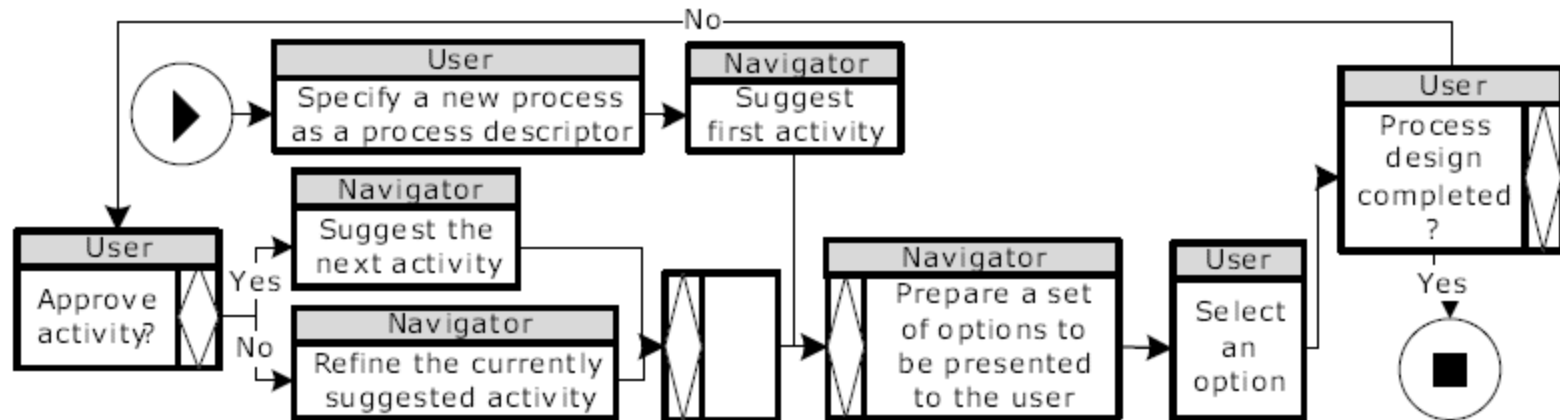 No
User
Specify a new process
as a process descriptor
Navigator
Suggest
first activity
User
Process
design
completed
?
Navigator
Suggest the
next activity
User
Approve
activity?
Yes
No
Navigator
Refine the currently
suggested activity
Navigator
Prepare a set
of options to
be presented
to the user
User
Select
an
option
Yes